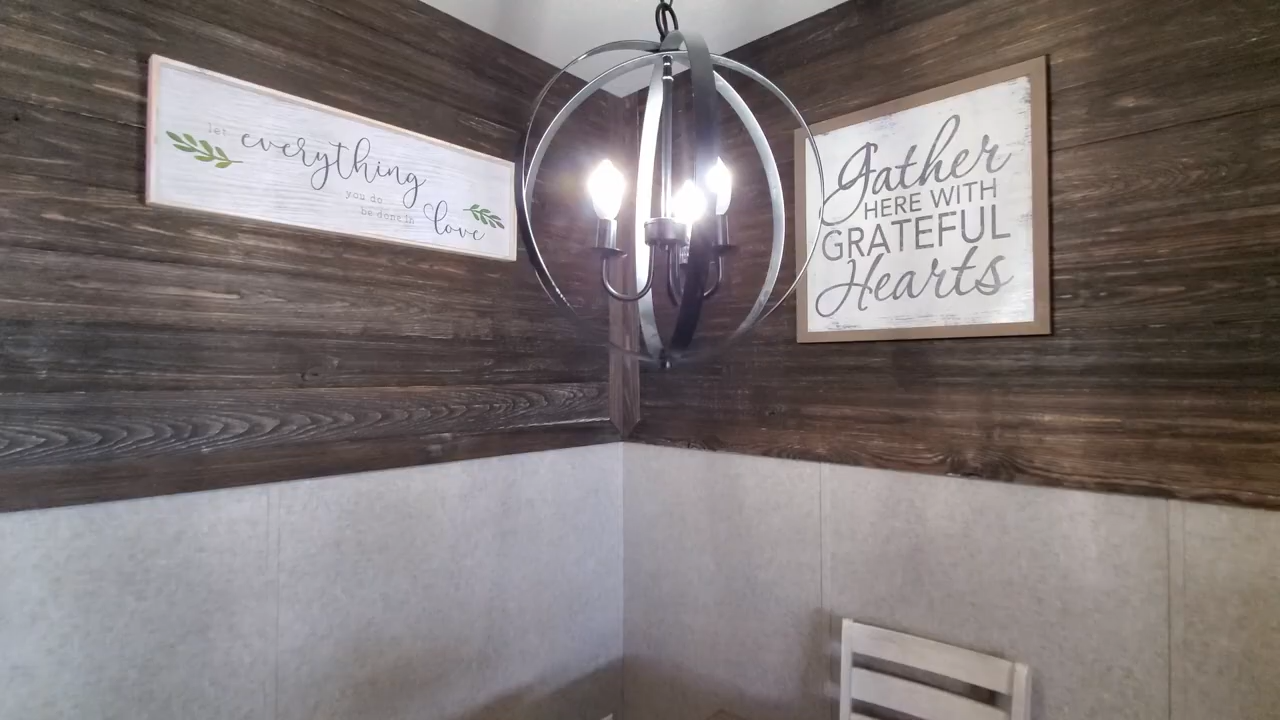 let everything
you do
be done in
love
Gather
HERE WITH
GRATEFUL
Hearts